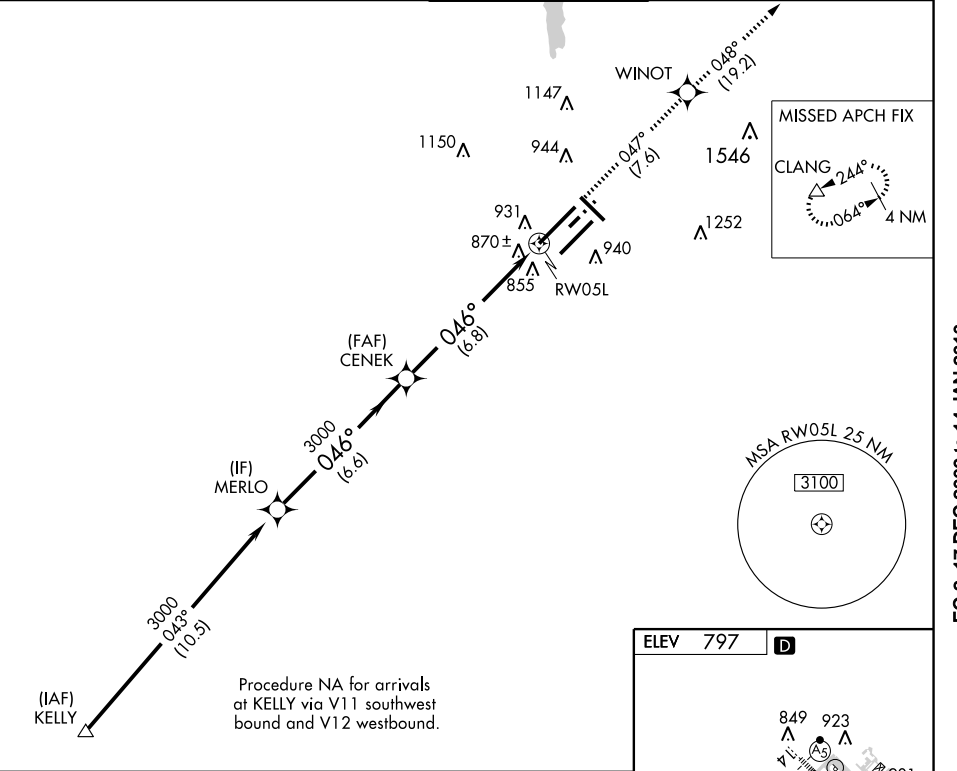 WINOT
048°
(19.2)
1147
1150
944
047°
(7.6)
1546
MISSED APCH FIX
CLANG
244°
064°
4 NM
931
870±
855
940
1252
RW05L
(FAF)
CENEK
046°
(6.8)
3000
046°
(6.6)
(IF)
MERLO
MSA RW05L 25 NM
3100
3000
043°
(10.5)
(IAF)
KELLY
Procedure NA for arrivals
at KELLY via V11 southwest
bound and V12 westbound.
ELEV 797 D
849 923
A5